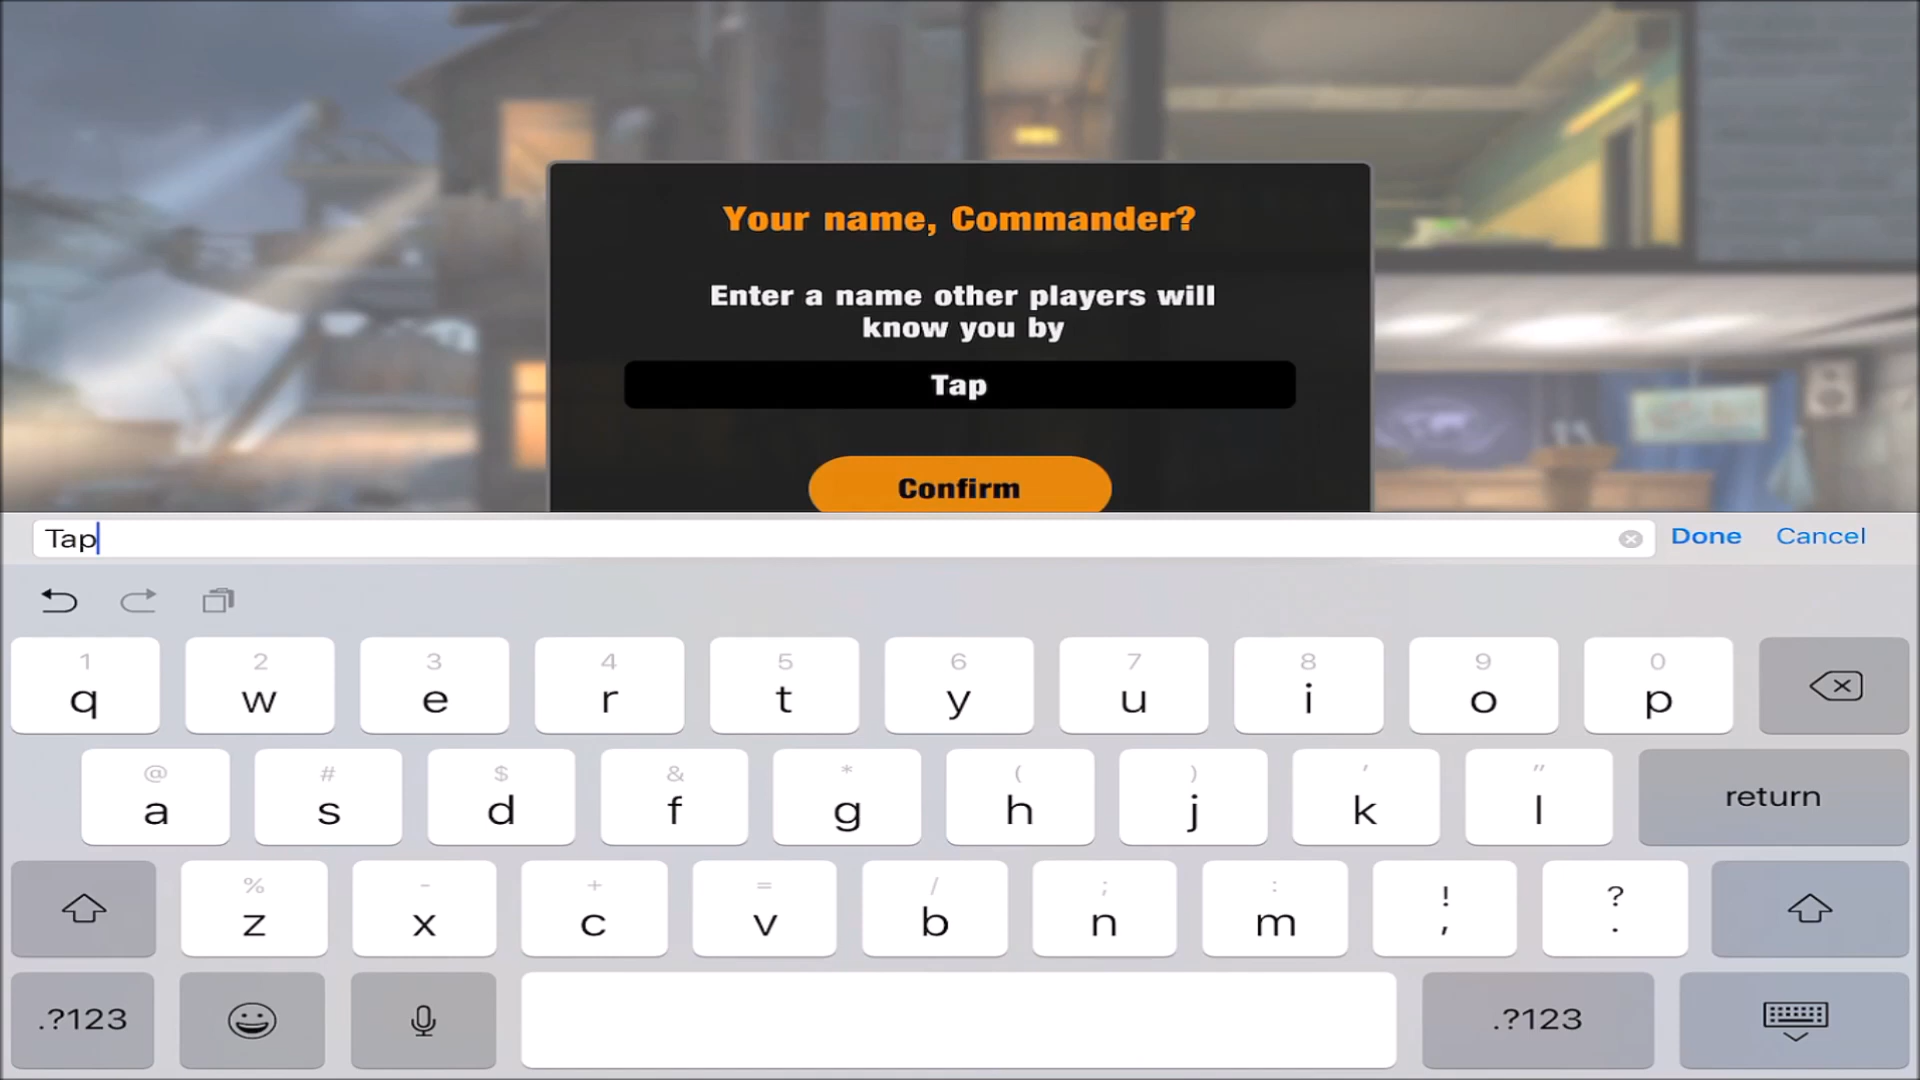 Your name, Commander?
Enter a name other players will
know you by
Tap
Confirm
Tap Done Cancel
1 2 3 4 5 6 7 8 9 0
q w e r t y u i o p
@ # $ & * ( ) ' "
a s d f g h j k l return
% - + = / ; : ! ?
z x c v b n m , .
.?123 .?123